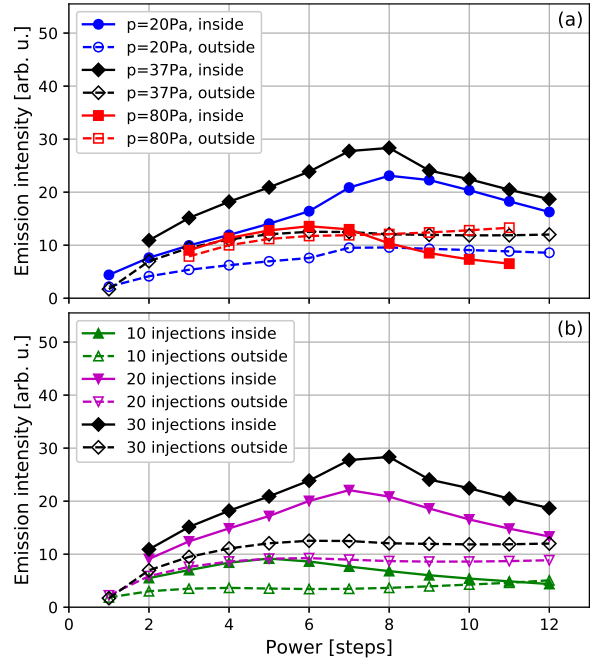 (a)
p=20Pa, inside
p=20Pa, outside
p=37Pa, inside
p=37Pa, outside
p=80Pa, inside
p=80Pa, outside
Emission intensity [arb. u.]
50
40
30
20
10
0
(b)
10 injections inside
10 injections outside
20 injections inside
20 injections outside
30 injections inside
30 injections outside
Emission intensity [arb. u.]
50
40
30
20
10
0
0 2 4 6 8 10 12
Power [steps]